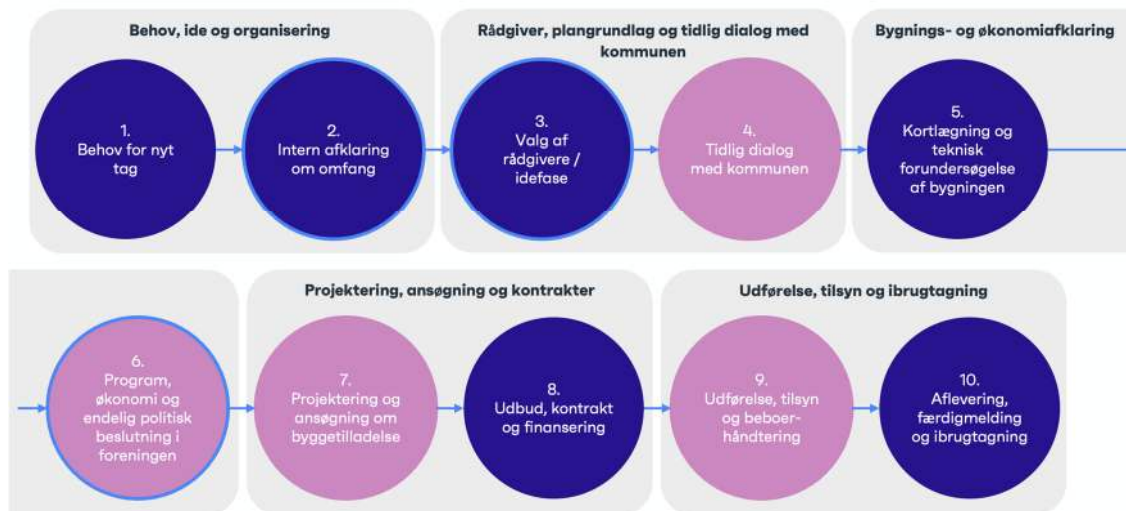 Behov, ide og organisering
Rådgiver, plangrundlag og tidlig dialog med
kommunen
Bygnings- og økonomiafklaring
1.
Behov for nyt
tag
2.
Intern afklaring
om omfang
3.
Valg af
rådgivere /
idefase
4.
Tidlig dialog
med kommunen
5.
Kortlægning og
teknisk
forundersøgelse
af bygningen
Projektering, ansøgning og kontrakter
Udførelse, tilsyn og ibrugtagning
6.
Program,
økonomi og
endelig politisk
beslutning i
foreningen
7.
Projektering og
ansøgning om
byggetilladelse
8.
Udbud, kontrakt
og finansering
9.
Udførelse, tilsyn
og beboer-
håndtering
10.
Aflevering,
færdigmelding
og ibrugtagning